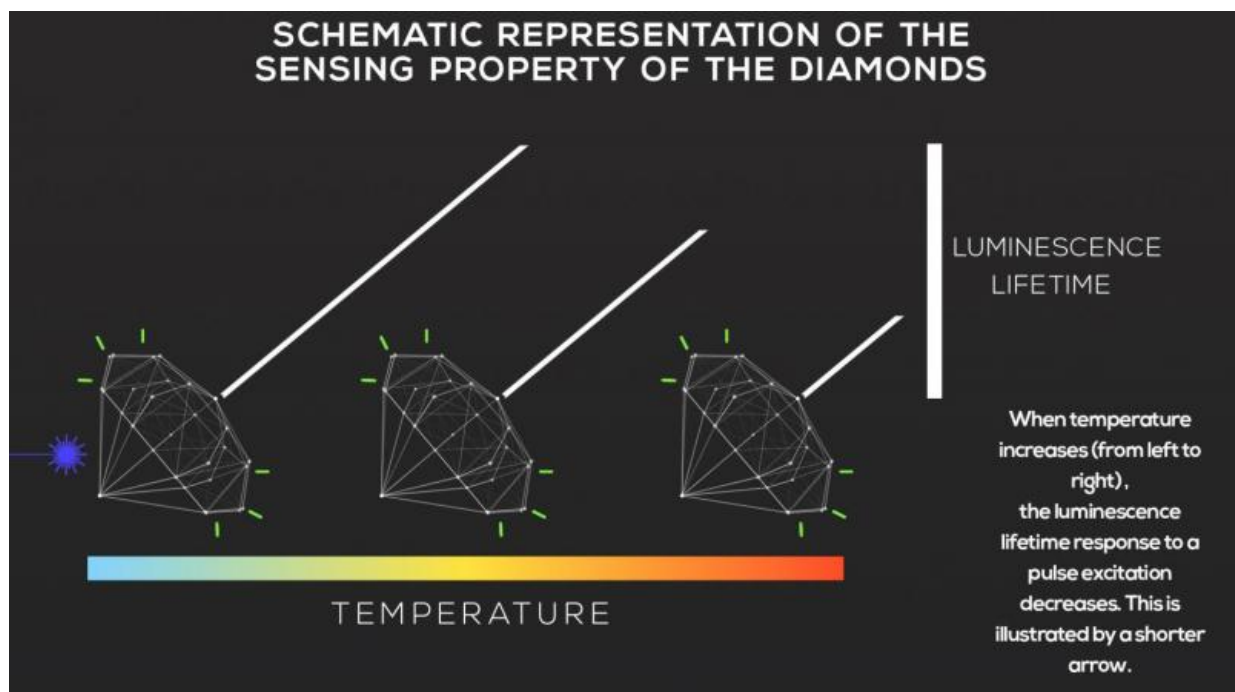 SCHEMATIC REPRESENTATION OF THE
SENSING PROPERTY OF THE DIAMONDS
LUMINESCENCE
LIFETIME
When temperature
increases (from left to
right),
the luminescence
lifetime response to a
pulse excitation
decreases. This is
illustrated by a shorter
arrow.
TEMPERATURE